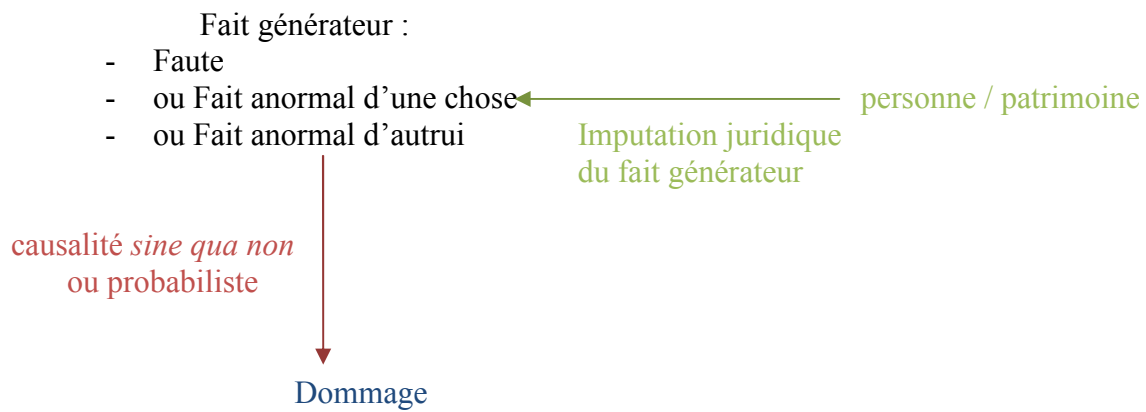 Fait générateur :
- Faute
- ou Fait anormal d’une chose
personne / patrimoine
- ou Fait anormal d’autrui
Imputation juridique
du fait générateur
causalité sine qua non
ou probabiliste
Dommage